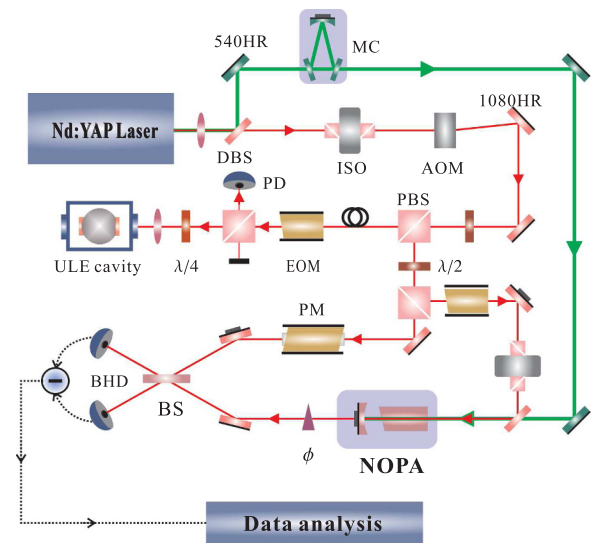 540HR
MC
1080HR
Nd:YAP Laser
DBS
ISO
AOM
PD
PBS
ULE cavity
λ/4
EOM
λ/2
PM
BHD
BS
ϕ
NOPA
Data analysis